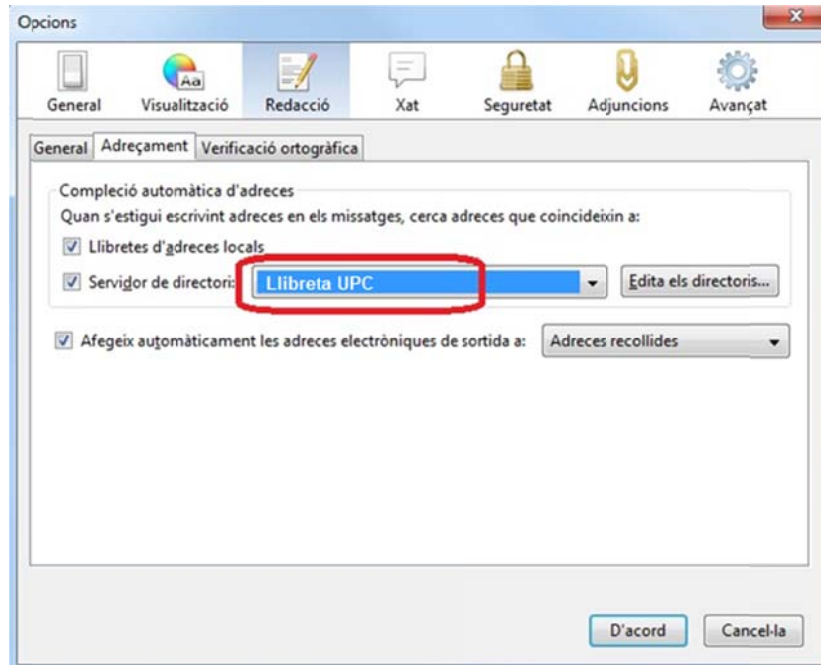 Opcions
General Visualització Redacció Xat Seguretat Adjuncions Avançat
General Adreçament Verificació ortogràfica
Compleció automàtica d'adreces
Quan s'estigui escrivint adreces en els missatges, cerca adreces que coincideixin a:
Llibretes d'adreces locals
Servidor de directori: Llibreta UPC Edita els directoris...
Afegeix automàticament les adreces electròniques de sortida a: Adreces recollides
D'acord Cancel·la